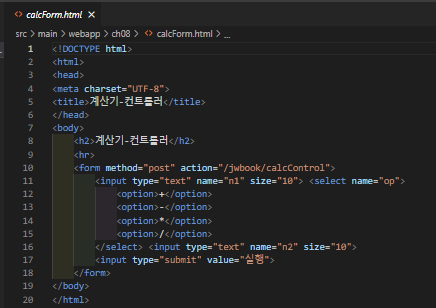 calcForm.html
src > main > webapp > ch08 > calcForm.html > ...
1 <!DOCTYPE html>
2 <html>
3 <head>
4 <meta charset="UTF-8">
5 <title>계산기-컨트롤러</title>
6 </head>
7 <body>
8 <h2>계산기-컨트롤러</h2>
9 <hr>
10 <form method="post" action="/jwbook/calcControl">
11 <input type="text" name="n1" size="10"> <select name="op">
12 <option>+</option>
13 <option>-</option>
14 <option>*</option>
15 <option>/</option>
16 </select> <input type="text" name="n2" size="10">
17 <input type="submit" value="실행">
18 </form>
19 </body>
20 </html>